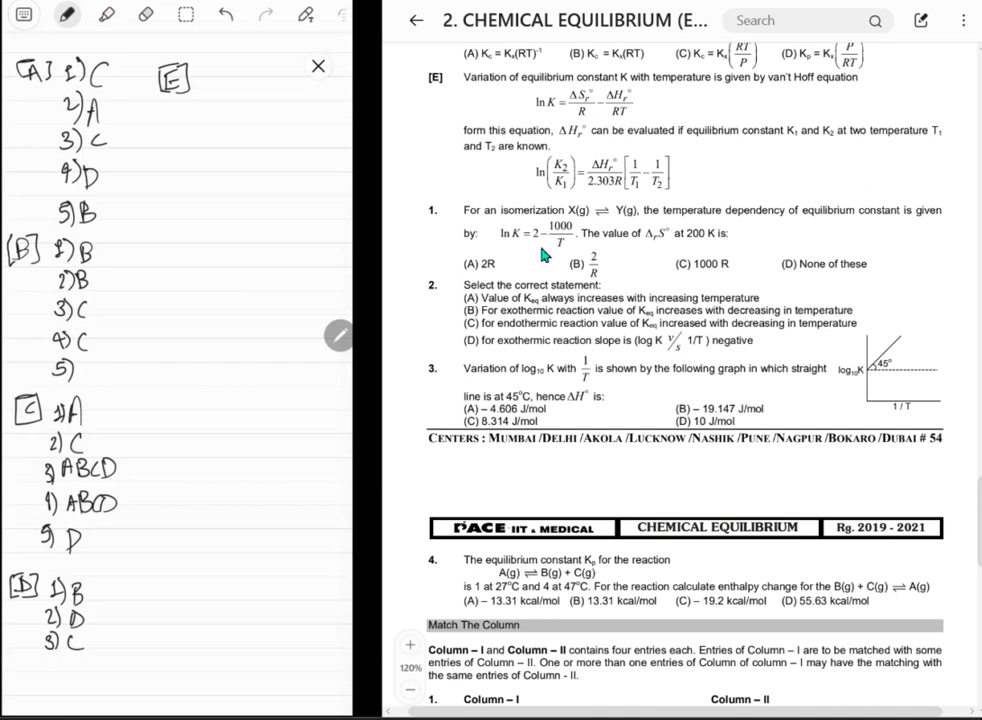 [A] 1) C
2) A
3) C
4) D
5) B
[B] 1) B
2) B
3) C
4) C
5)
[C] 1) A
2) C
3) ABCD
4) ABCD
5) D
[D] 1) B
2) D
3) C
[E]
2. CHEMICAL EQUILIBRIUM (E...
Search
(A) Kc = Kx(RT)⁻¹ (B) Kc = Kx(RT) (C) Kc = Kx(RT/P) (D) Kp = Kx(P/RT)
[E] Variation of equilibrium constant K with temperature is given by van't Hoff equation
ln K = ΔSr°/R − ΔHr°/RT
form this equation, ΔHr° can be evaluated if equilibrium constant K₁ and K₂ at two temperature T₁
and T₂ are known.
ln(K₂/K₁) = ΔHr°/2.303R [1/T₁ − 1/T₂]
1. For an isomerization X(g) ⇌ Y(g), the temperature dependency of equilibrium constant is given
by: ln K = 2 − 1000/T . The value of ΔrS° at 200 K is:
(A) 2R (B) 2/R (C) 1000 R (D) None of these
2. Select the correct statement:
(A) Value of Keq always increases with increasing temperature
(B) For exothermic reaction value of Keq increases with decreasing in temperature
(C) for endothermic reaction value of Keq increased with decreasing in temperature
(D) for exothermic reaction slope is (log K v/s 1/T ) negative
3. Variation of log₁₀ K with 1/T is shown by the following graph in which straight
line is at 45°C, hence ΔH° is:
(A) – 4.606 J/mol (B) – 19.147 J/mol
(C) 8.314 J/mol (D) 10 J/mol
log₁₀K
45°
1 / T
CENTERS : MUMBAI /DELHI /AKOLA /LUCKNOW /NASHIK /PUNE /NAGPUR /BOKARO /DUBAI # 54
PACE IIT & MEDICAL CHEMICAL EQUILIBRIUM Rg. 2019 - 2021
4. The equilibrium constant Kp for the reaction
A(g) ⇌ B(g) + C(g)
is 1 at 27°C and 4 at 47°C. For the reaction calculate enthalpy change for the B(g) + C(g) ⇌ A(g)
(A) – 13.31 kcal/mol (B) 13.31 kcal/mol (C) – 19.2 kcal/mol (D) 55.63 kcal/mol
Match The Column
Column – I and Column – II contains four entries each. Entries of Column – I are to be matched with some
entries of Column – II. One or more than one entries of Column of column – I may have the matching with
the same entries of Column - II.
1. Column – I Column – II
120%